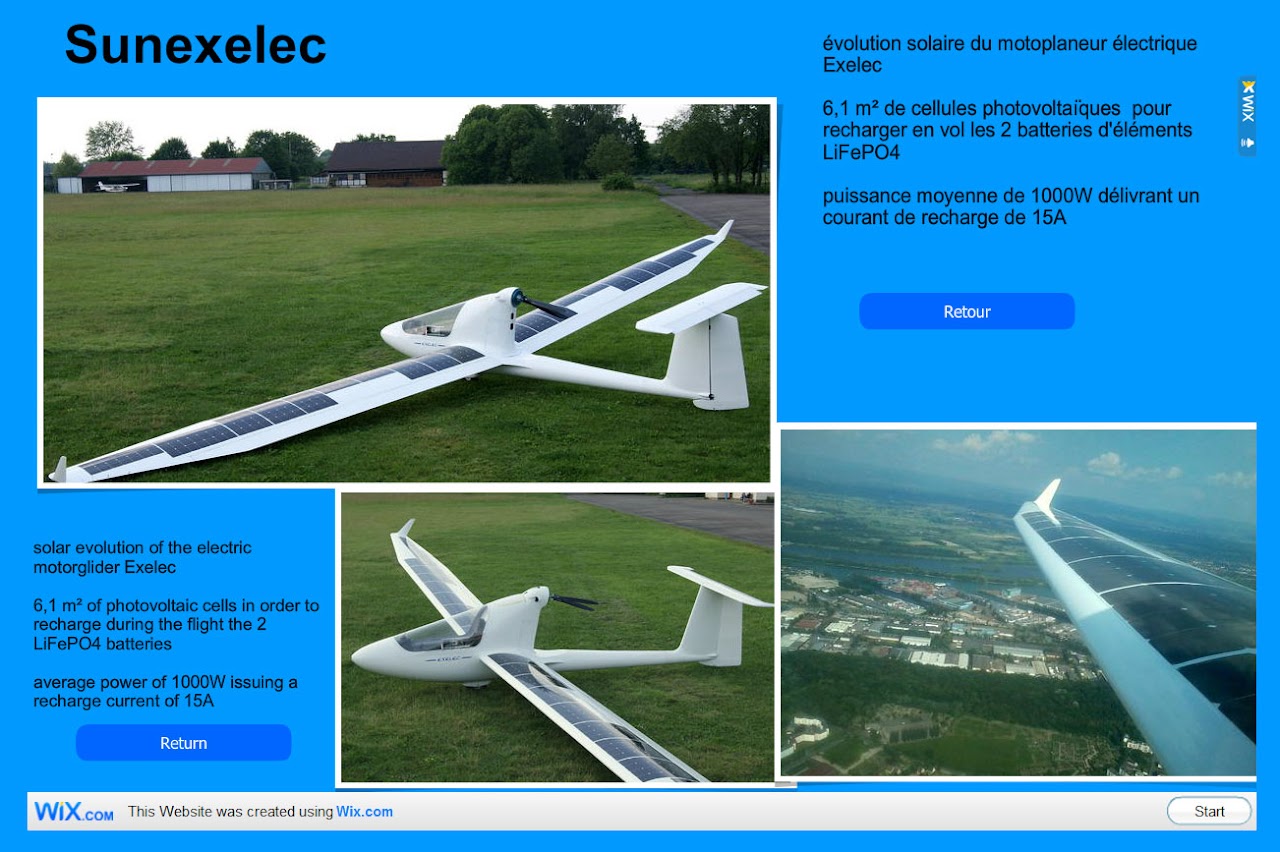 Sunexelec
évolution solaire du motoplaneur électrique
Exelec
6,1 m² de cellules photovoltaïques  pour
recharger en vol les 2 batteries d'éléments
LiFePO4
puissance moyenne de 1000W délivrant un
courant de recharge de 15A
WiX
Retour
EXELEC
solar evolution of the electric
motorglider Exelec
6,1 m² of photovoltaic cells in order to
recharge during the flight the 2
LiFePO4 batteries
average power of 1000W issuing a
recharge current of 15A
Return
WiX.COM This Website was created using Wix.com
Start